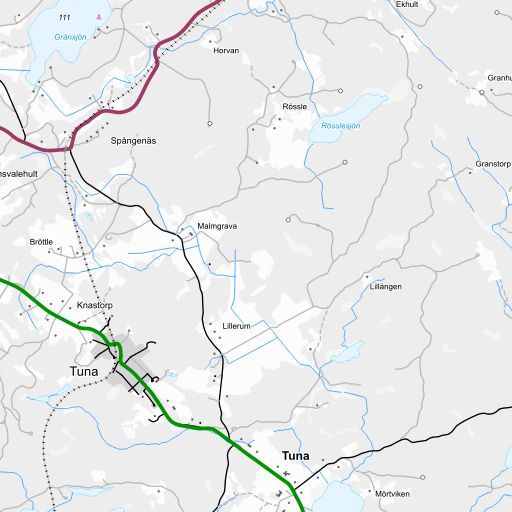 Ekhult
111
Gränsjön
Horvan
Granhu
Rössle
Rösslesjön
Spångenäs
Granstorp
nsvalehult
Malmgrava
Bröttle
Lillängen
Knastorp
Lillerum
Tuna
Tuna
Mörtviken